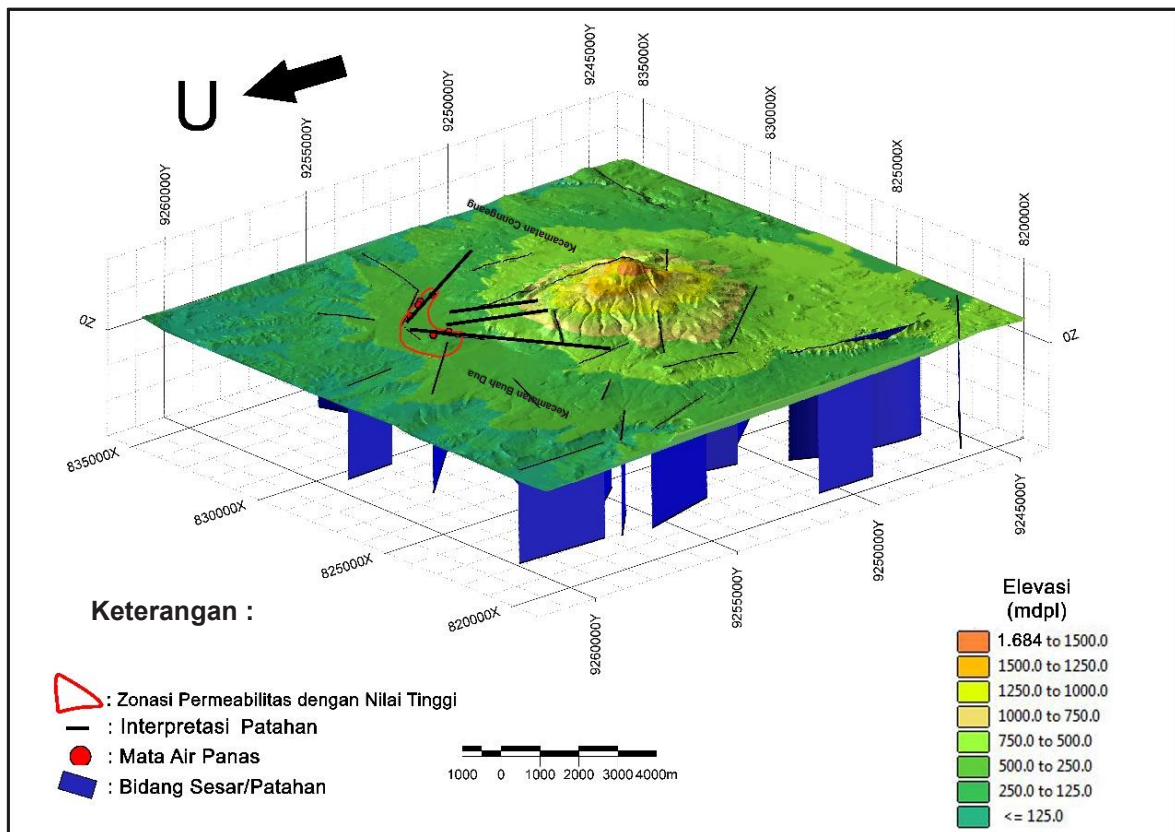 U
9260000Y
9255000Y
9250000Y
9245000Y
835000X
830000X
825000X
820000X
0Z
0Z
Kecamatan Conngeang
Kecamatan Buah Dua
835000X
830000X
825000X
820000X
9260000Y
9255000Y
9250000Y
9245000Y
Keterangan :
: Zonasi Permeabilitas dengan Nilai Tinggi
: Interpretasi Patahan
: Mata Air Panas
: Bidang Sesar/Patahan
1000 0 1000 2000 3000 4000m
Elevasi
(mdpl)
1.684 to 1500.0
1500.0 to 1250.0
1250.0 to 1000.0
1000.0 to 750.0
750.0 to 500.0
500.0 to 250.0
250.0 to 125.0
<= 125.0